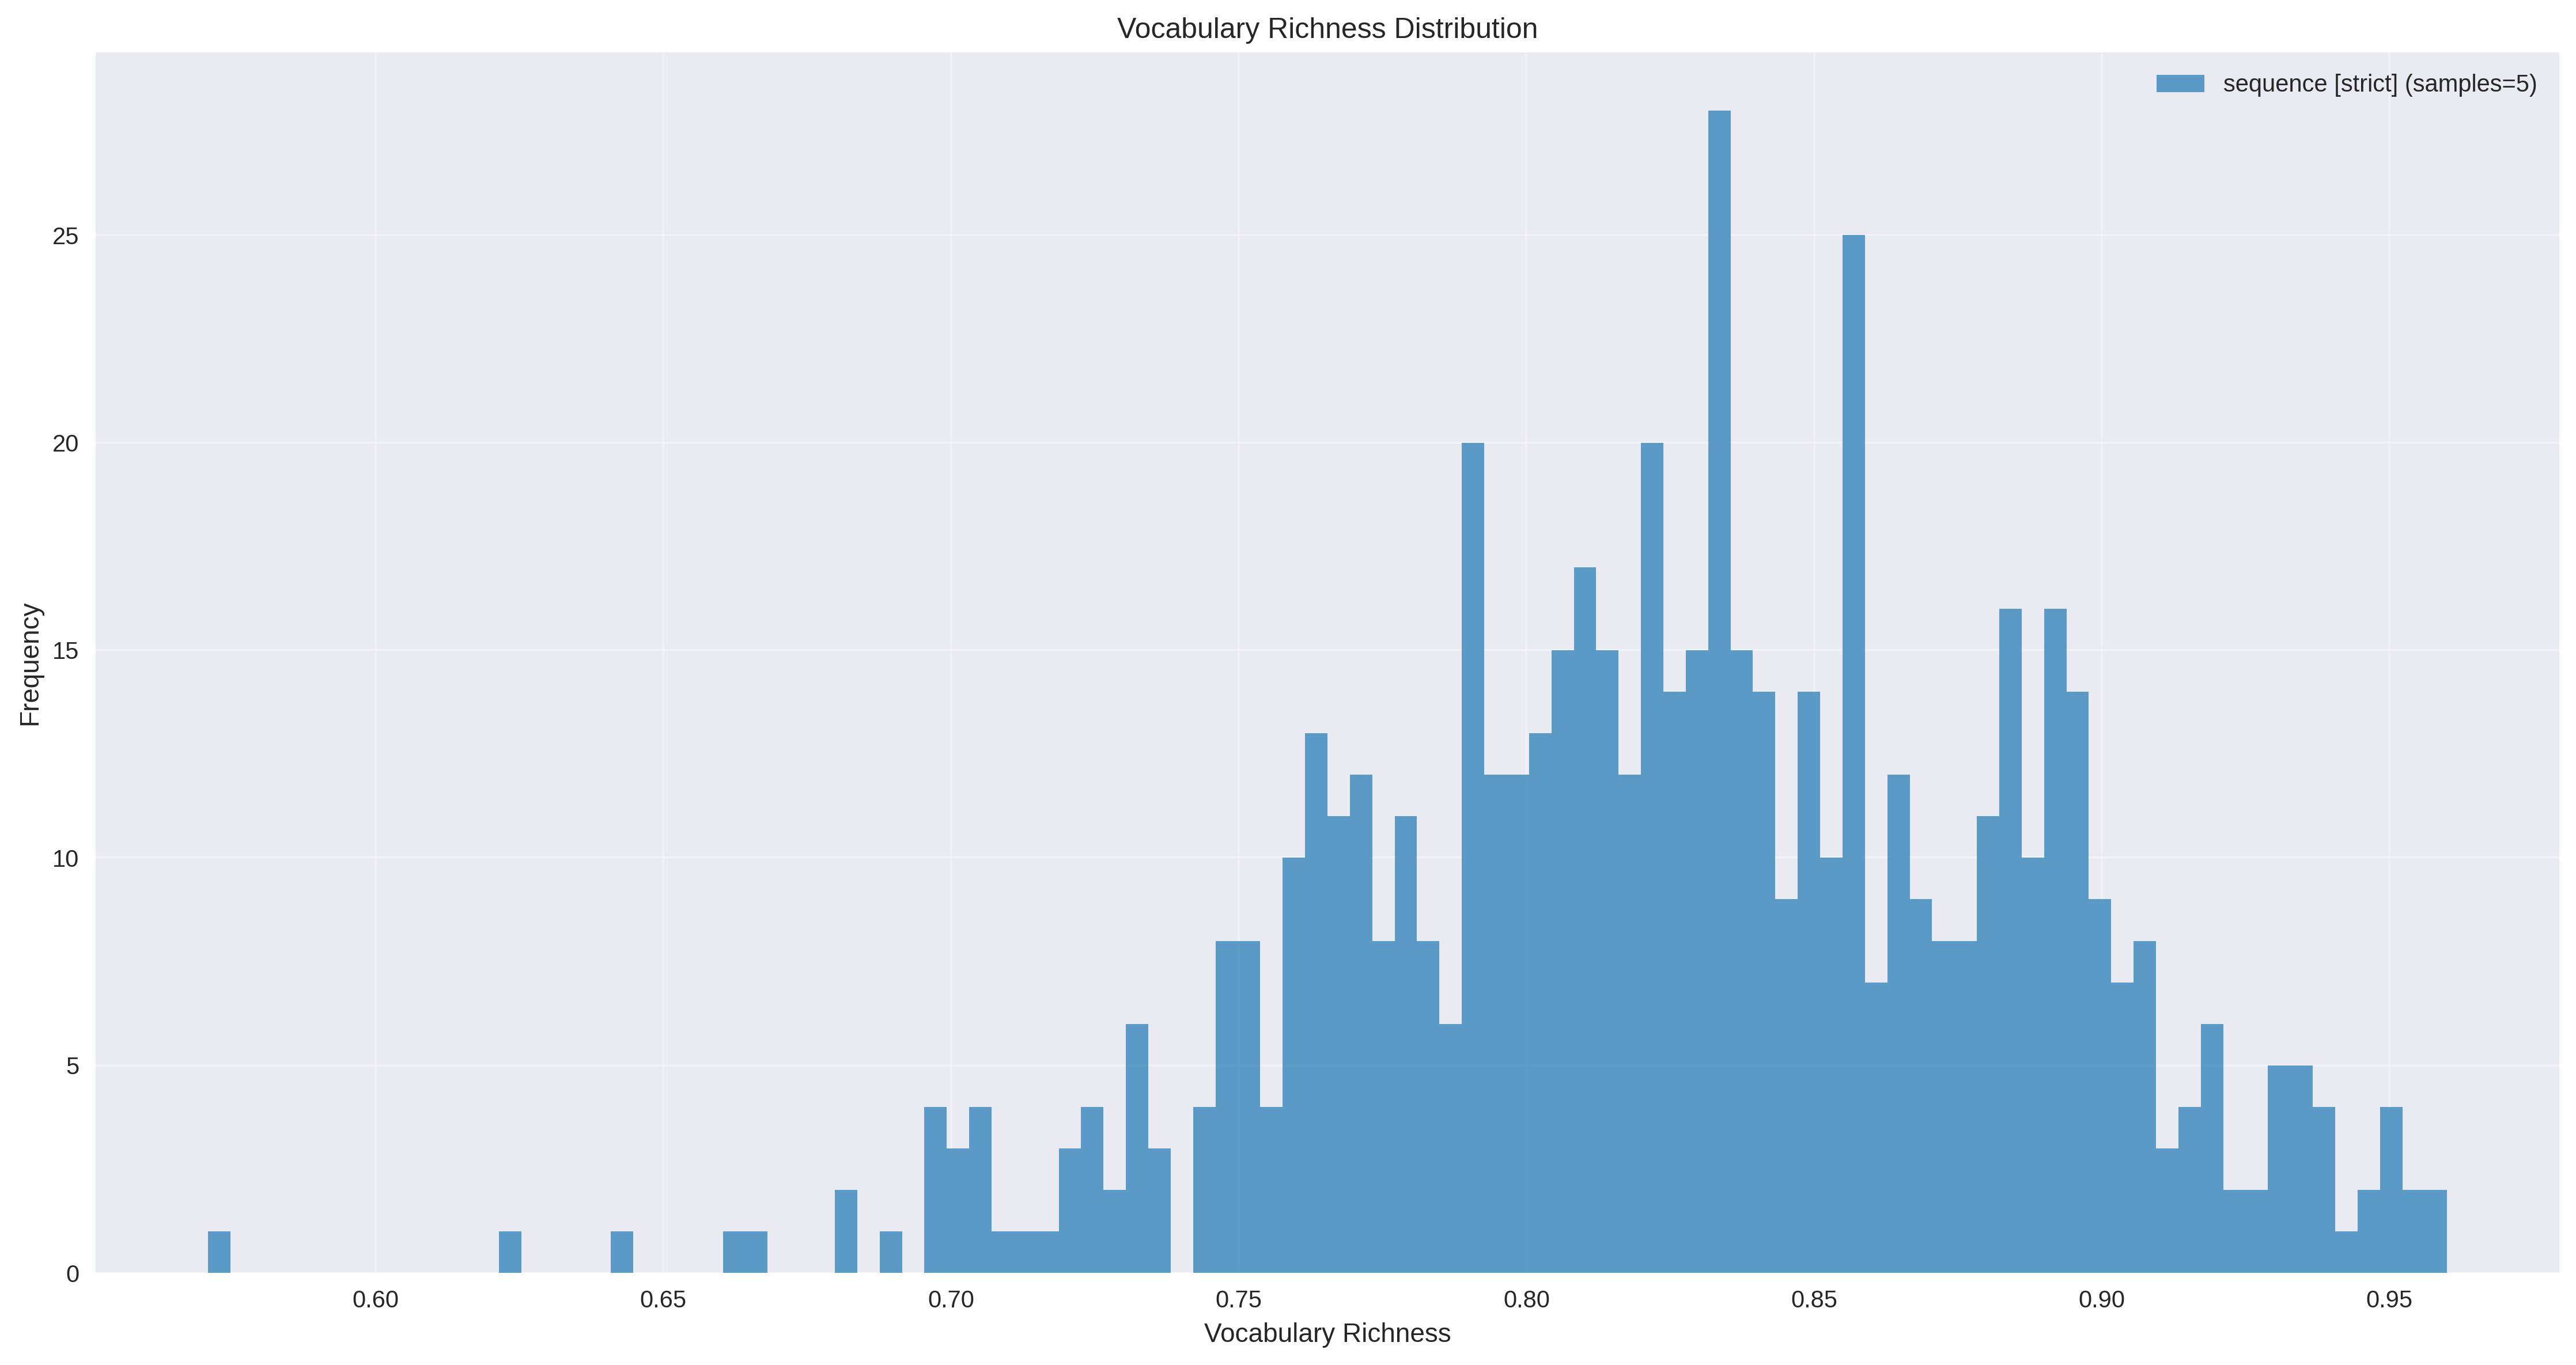 Vocabulary Richness Distribution
sequence [strict] (samples=5)
Frequency
25
20
15
10
5
0
0.60 0.65 0.70 0.75 0.80 0.85 0.90 0.95
Vocabulary Richness